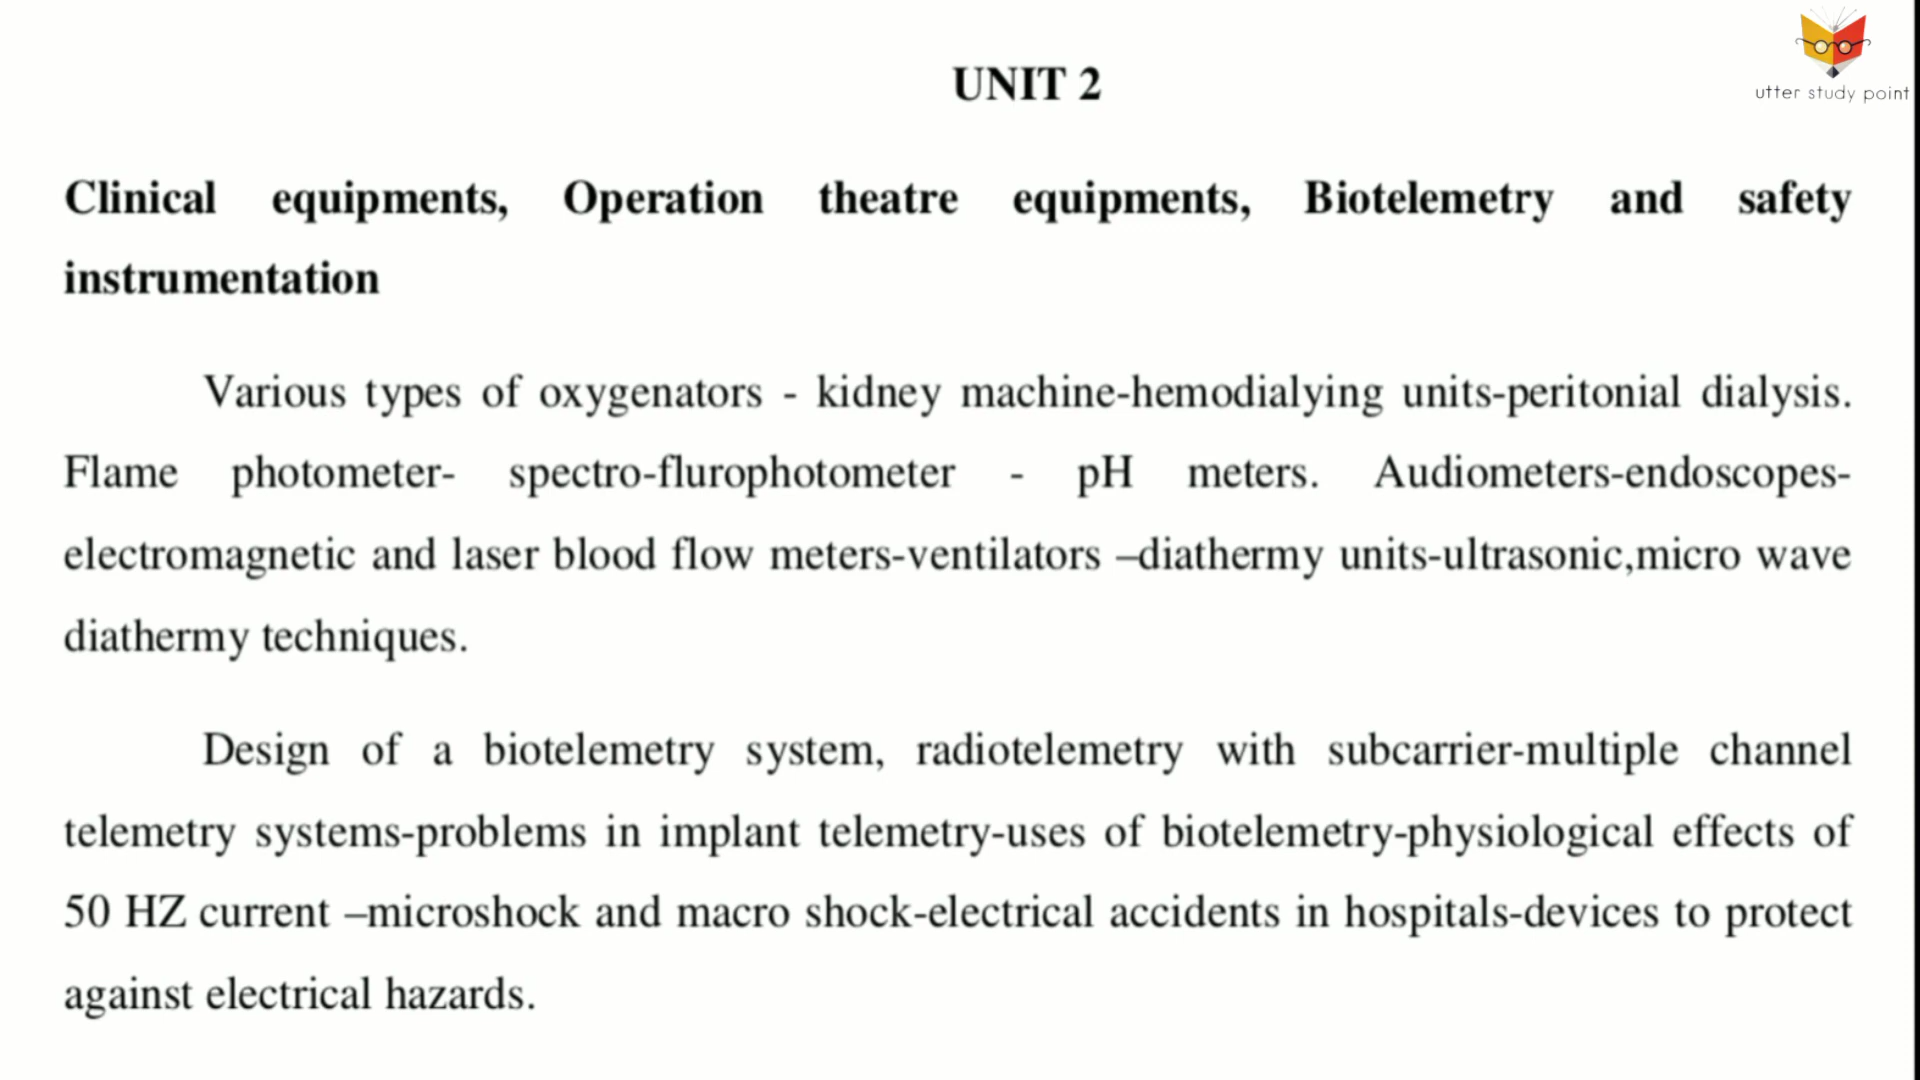 utter study point
UNIT 2
Clinical equipments, Operation theatre equipments, Biotelemetry and safety
instrumentation
Various types of oxygenators - kidney machine-hemodialying units-peritonial dialysis.
Flame photometer- spectro-flurophotometer - pH meters. Audiometers-endoscopes-
electromagnetic and laser blood flow meters-ventilators –diathermy units-ultrasonic,micro wave
diathermy techniques.
Design of a biotelemetry system, radiotelemetry with subcarrier-multiple channel
telemetry systems-problems in implant telemetry-uses of biotelemetry-physiological effects of
50 HZ current –microshock and macro shock-electrical accidents in hospitals-devices to protect
against electrical hazards.